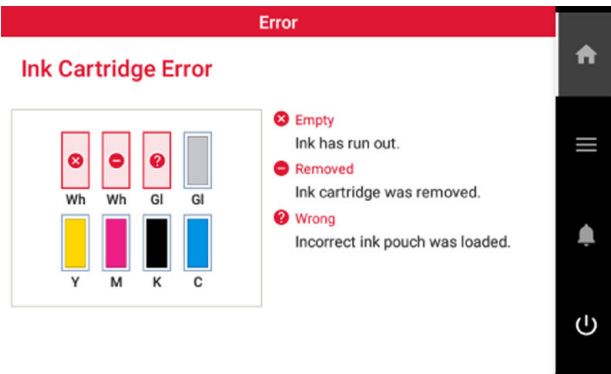 Error
Ink Cartridge Error
Wh Wh Gl Gl
Y M K C
Empty
Ink has run out.
Removed
Ink cartridge was removed.
Wrong
Incorrect ink pouch was loaded.